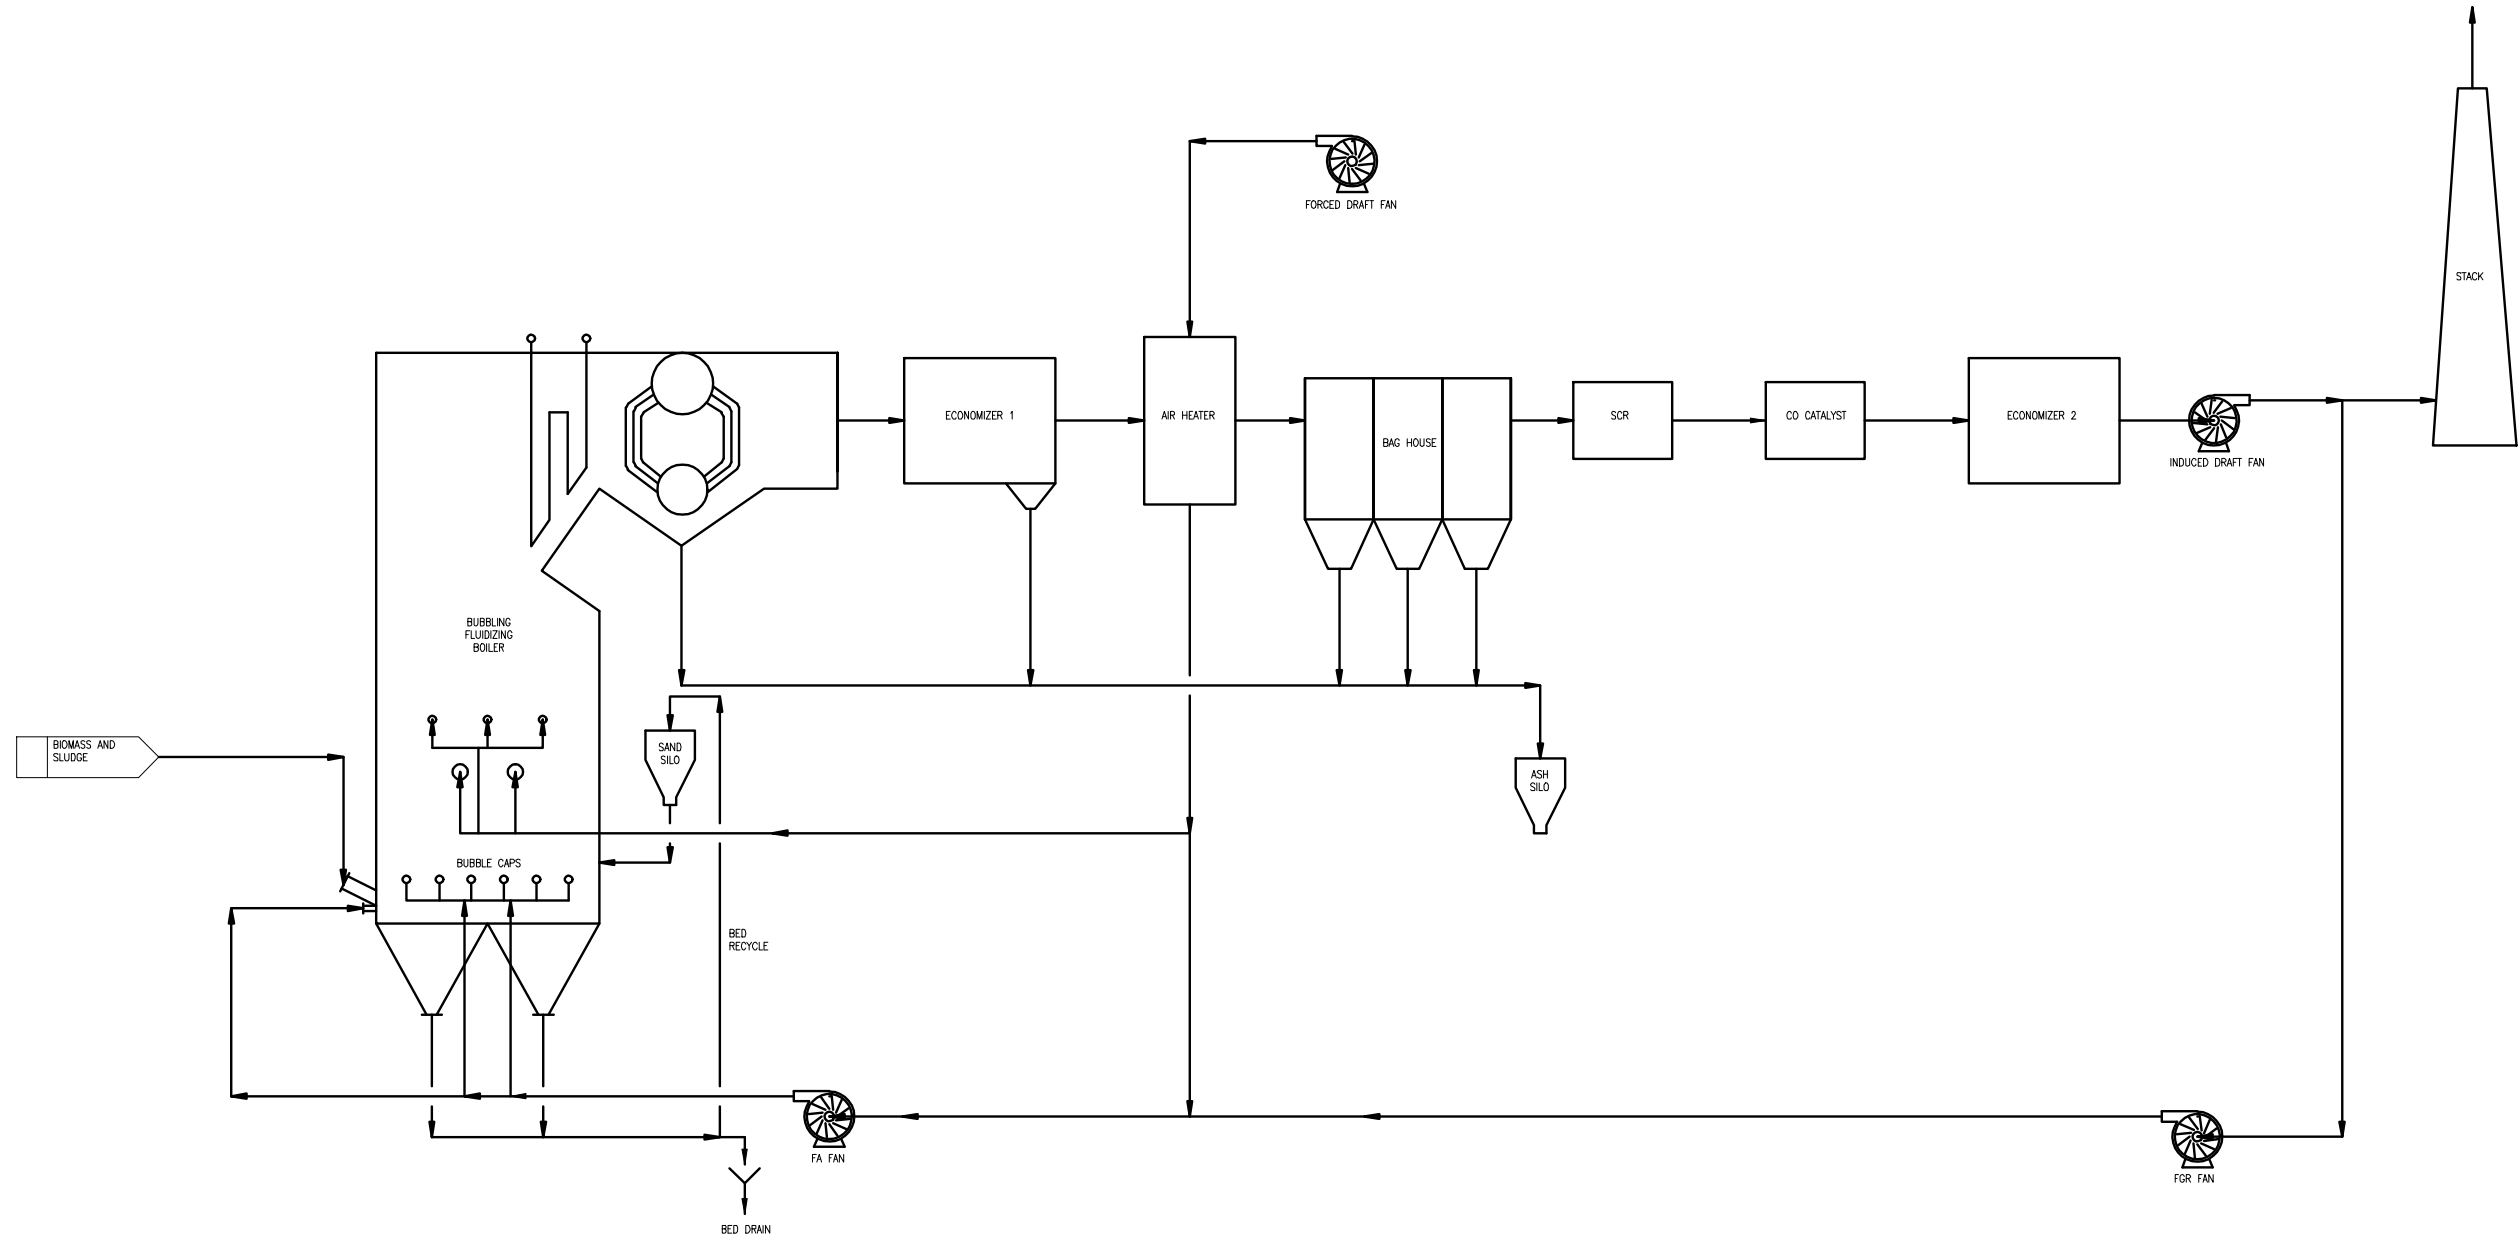 FORCED DRAFT FAN
STACK
ECONOMIZER 1
AIR HEATER
BAG HOUSE
SCR
CO CATALYST
ECONOMIZER 2
INDUCED DRAFT FAN
BUBBLING
FLUIDIZING
BOILER
BIOMASS AND
SLUDGE
SAND
SILO
ASH
SILO
BUBBLE CAPS
BED
RECYCLE
FA FAN
FGR FAN
BED DRAIN